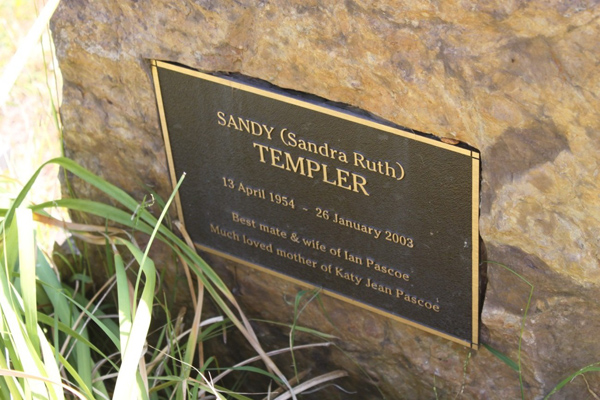 SANDY (Sandra Ruth)
TEMPLER
13 April 1954 - 26 January 2003
Best mate & wife of Ian Pascoe
Much loved mother of Katy Jean Pascoe